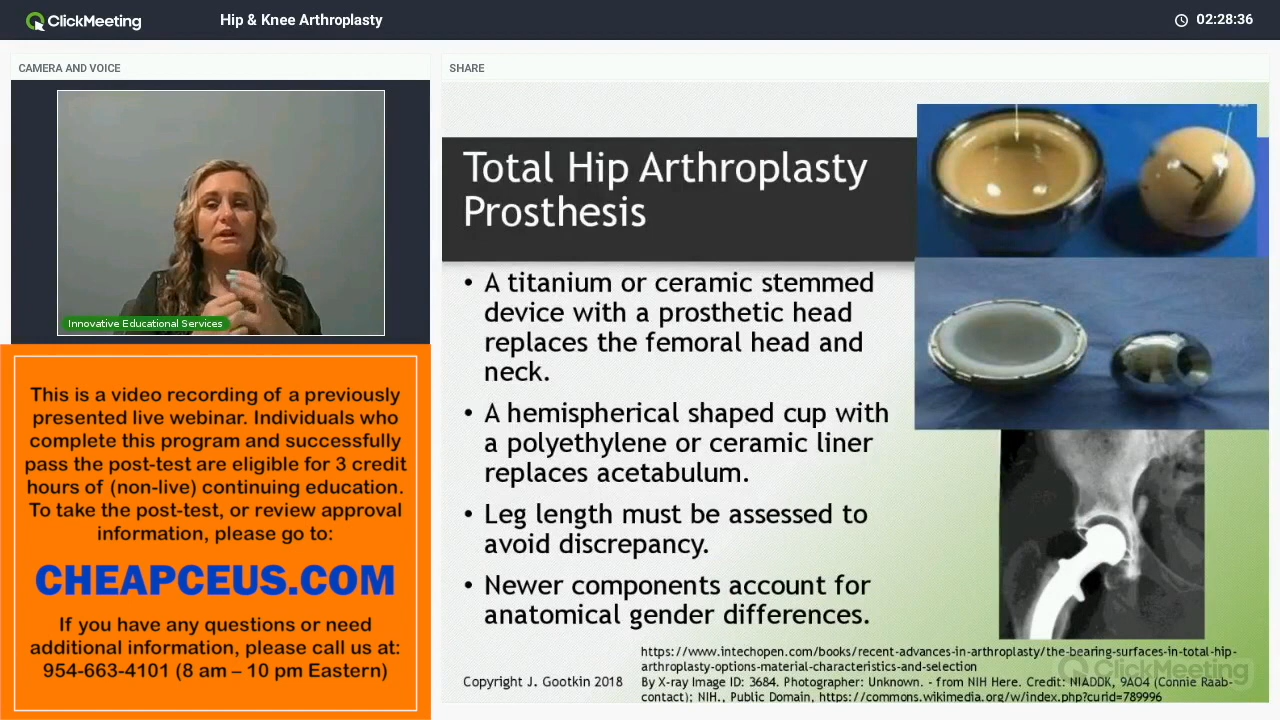 ClickMeeting
Hip & Knee Arthroplasty
02:28:36
CAMERA AND VOICE
Innovative Educational Services
This is a video recording of a previously
presented live webinar. Individuals who
complete this program and successfully
pass the post-test are eligible for 3 credit
hours of (non-live) continuing education.
To take the post-test, or review approval
information, please go to:
CHEAPCEUS.COM
If you have any questions or need
additional information, please call us at:
954-663-4101 (8 am – 10 pm Eastern)
SHARE
Total Hip Arthroplasty
Prosthesis
• A titanium or ceramic stemmed
device with a prosthetic head
replaces the femoral head and
neck.
• A hemispherical shaped cup with
a polyethylene or ceramic liner
replaces acetabulum.
• Leg length must be assessed to
avoid discrepancy.
• Newer components account for
anatomical gender differences.
https://www.intechopen.com/books/recent-advances-in-arthroplasty/the-bearing-surfaces-in-total-hip-
arthroplasty-options-material-characteristics-and-selection
By X-ray Image ID: 3684. Photographer: Unknown. - from NIH Here. Credit: NIADDK, 9AO4 (Connie Raab-
contact); NIH., Public Domain, https://commons.wikimedia.org/w/index.php?curid=789996
Copyright J. Gootkin 2018
ClickMeeting